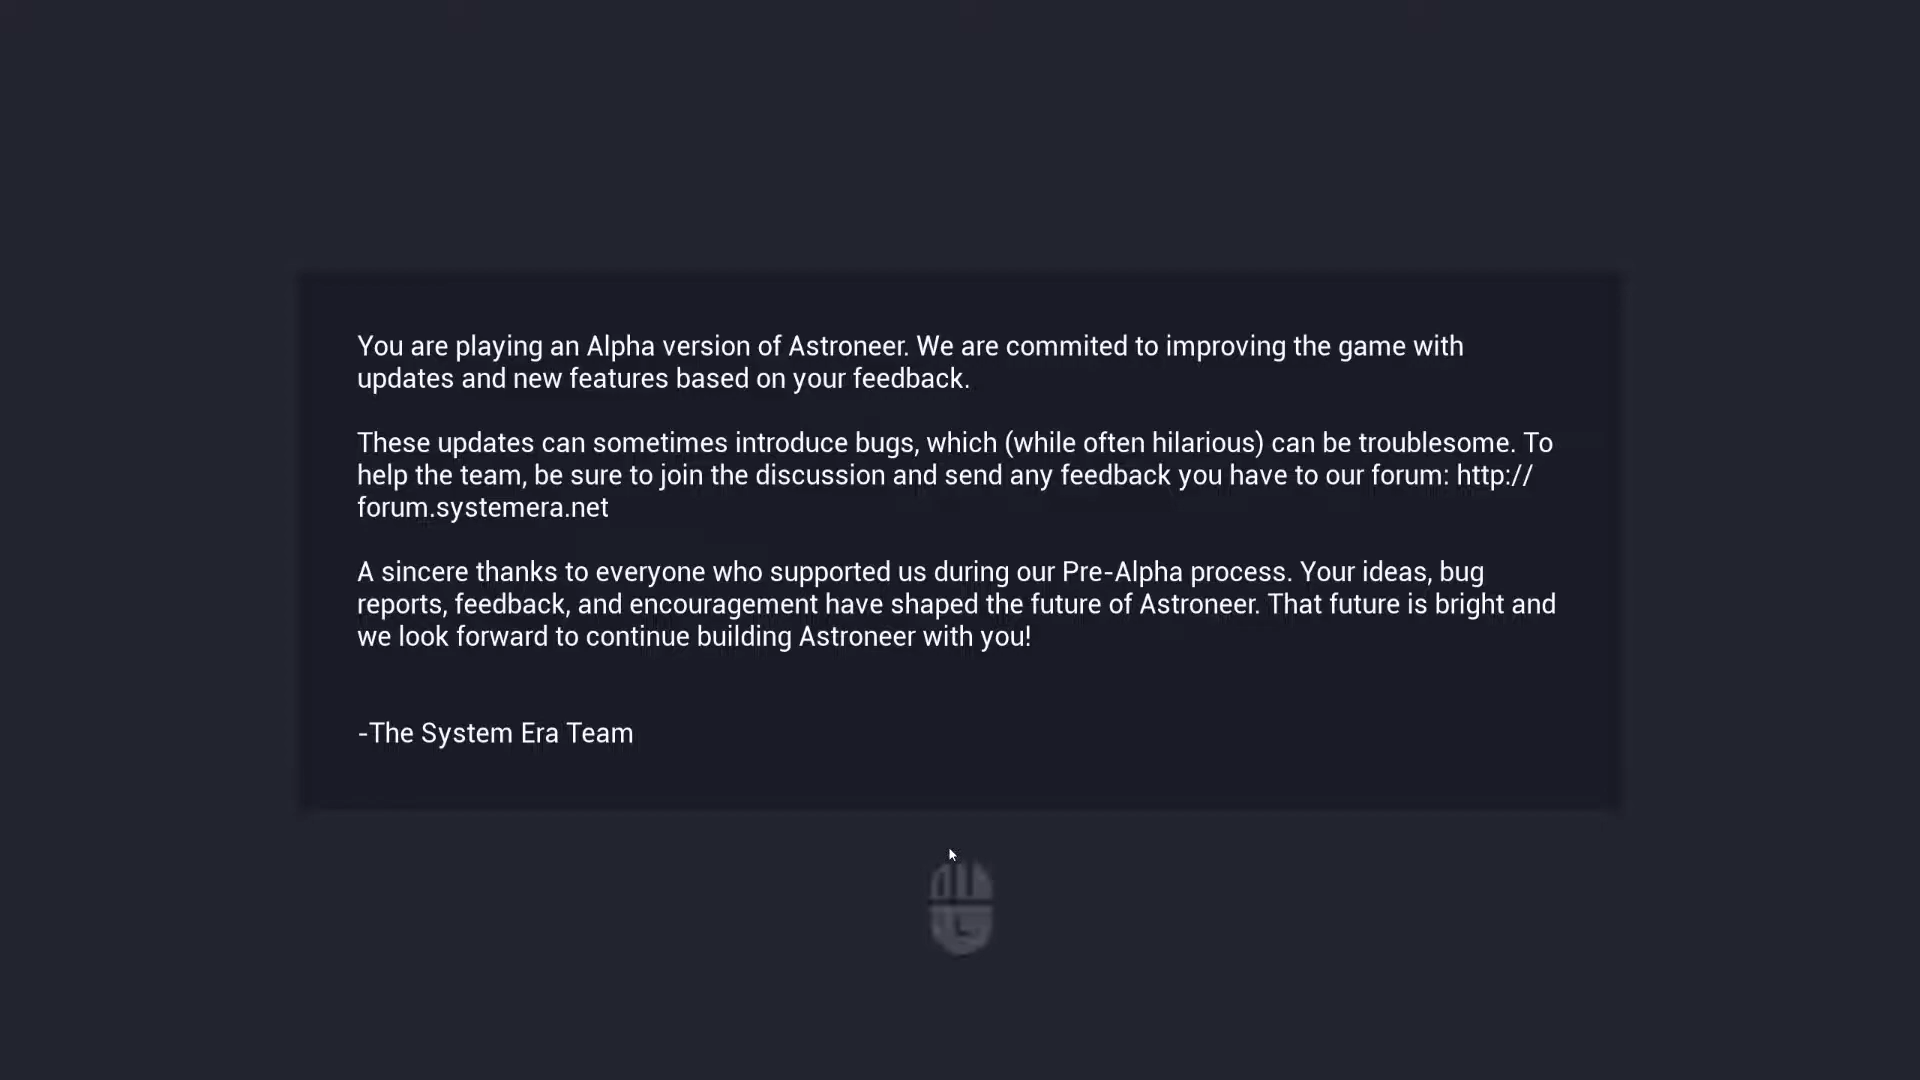 You are playing an Alpha version of Astroneer. We are commited to improving the game with
updates and new features based on your feedback.
These updates can sometimes introduce bugs, which (while often hilarious) can be troublesome. To
help the team, be sure to join the discussion and send any feedback you have to our forum: http://
forum.systemera.net
A sincere thanks to everyone who supported us during our Pre-Alpha process. Your ideas, bug
reports, feedback, and encouragement have shaped the future of Astroneer. That future is bright and
we look forward to continue building Astroneer with you!
-The System Era Team